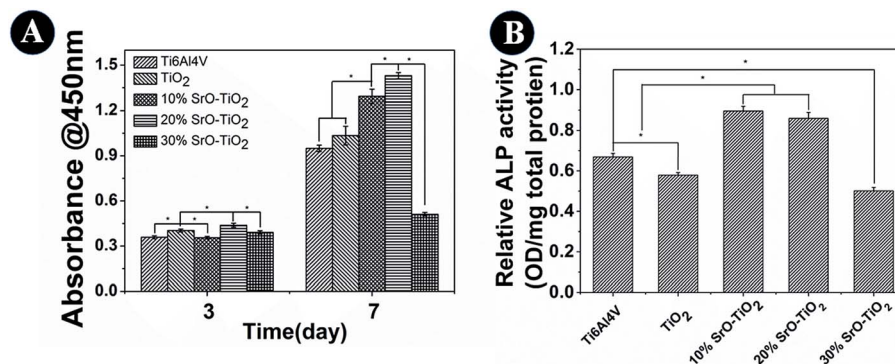 A
Absorbance @450nm
1.5
1.2
0.9
0.6
0.3
0.0
Ti6Al4V
TiO2
10% SrO-TiO2
20% SrO-TiO2
30% SrO-TiO2
* * * *
* * *
3
7
Time(day)
B
Relative ALP activity
(OD/mg total protien)
1.2
1.0
0.8
0.6
0.4
0.2
0.0
*
*
*
Ti6Al4V
TiO2
10% SrO-TiO2
20% SrO-TiO2
30% SrO-TiO2